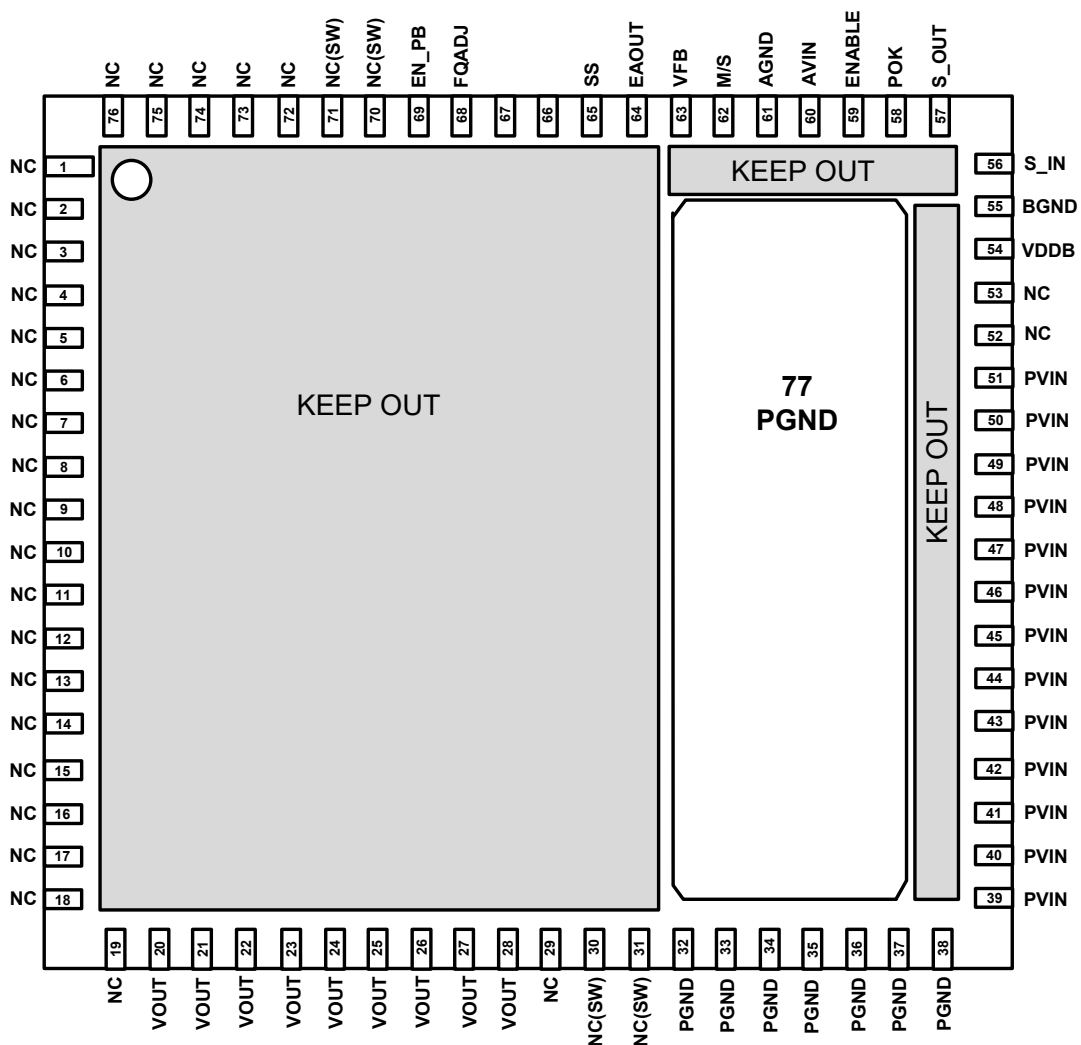 NC
NC
NC
NC
NC
NC(SW)
NC(SW)
EN_PB
FQADJ
SS
EAOUT
VFB
M/S
AGND
AVIN
ENABLE
POK
S_OUT
76
75
74
73
72
71
70
69
68
67
66
65
64
63
62
61
60
59
58
57
NC 1
NC 2
NC 3
NC 4
NC 5
NC 6
NC 7
NC 8
NC 9
NC 10
NC 11
NC 12
NC 13
NC 14
NC 15
NC 16
NC 17
NC 18
KEEP OUT
KEEP OUT
77
PGND
KEEP OUT
56 S_IN
55 BGND
54 VDDB
53 NC
52 NC
51 PVIN
50 PVIN
49 PVIN
48 PVIN
47 PVIN
46 PVIN
45 PVIN
44 PVIN
43 PVIN
42 PVIN
41 PVIN
40 PVIN
39 PVIN
19
20
21
22
23
24
25
26
27
28
29
30
31
32
33
34
35
36
37
38
NC
VOUT
VOUT
VOUT
VOUT
VOUT
VOUT
VOUT
VOUT
VOUT
NC
NC(SW)
NC(SW)
PGND
PGND
PGND
PGND
PGND
PGND
PGND